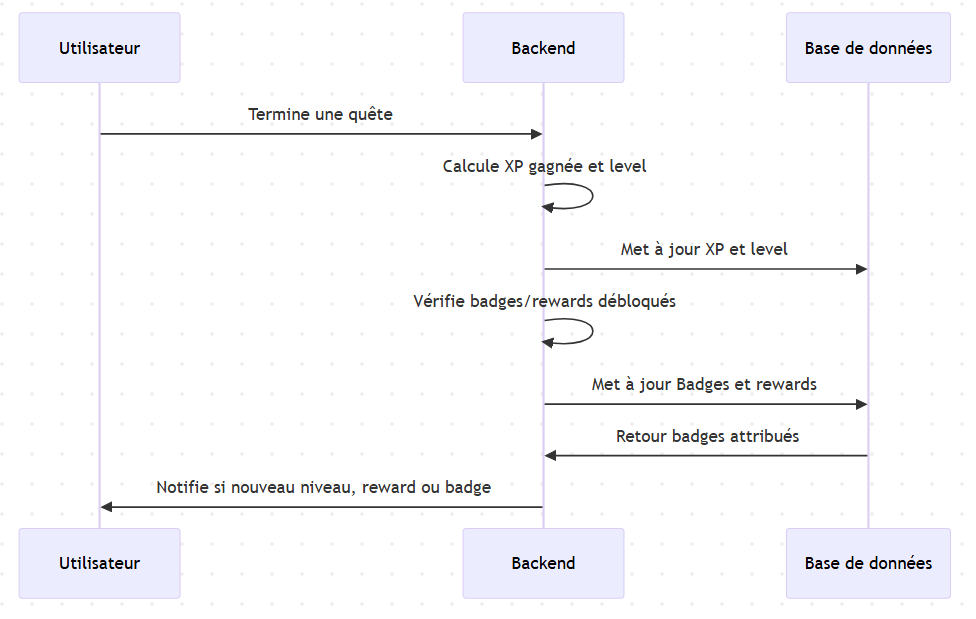 Utilisateur
Backend
Base de données
Termine une quête
Calcule XP gagnée et level
Met à jour XP et level
Vérifie badges/rewards débloqués
Met à jour Badges et rewards
Retour badges attribués
Notifie si nouveau niveau, reward ou badge
Utilisateur
Backend
Base de données